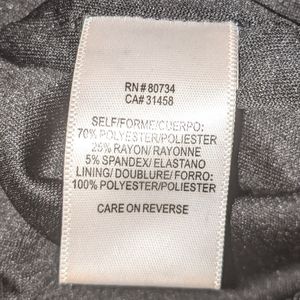 RN# 80734
CA# 31458
SELF/FORME/CUERPO:
70% POLYESTER/POLIESTER
25% RAYON/ RAYONNE
5% SPANDEX/ ELASTANO
LINING/ DOUBLURE/ FORRO:
100% POLYESTER/POLIESTER
CARE ON REVERSE